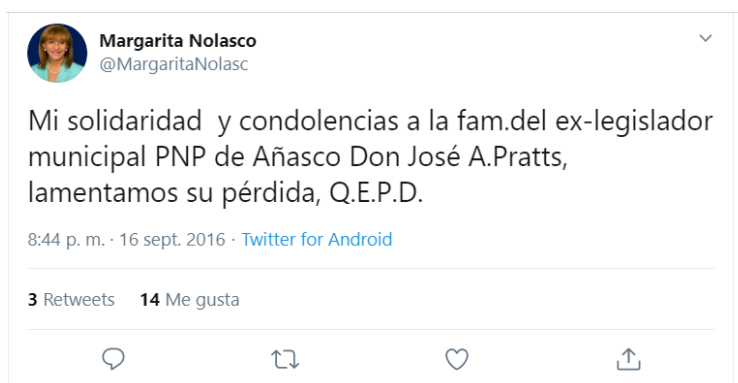 Margarita Nolasco
@MargaritaNolasc
Mi solidaridad  y condolencias a la fam.del ex-legislador
municipal PNP de Añasco Don José A.Pratts,
lamentamos su pérdida, Q.E.P.D.
8:44 p. m. · 16 sept. 2016 · Twitter for Android
3 Retweets 14 Me gusta